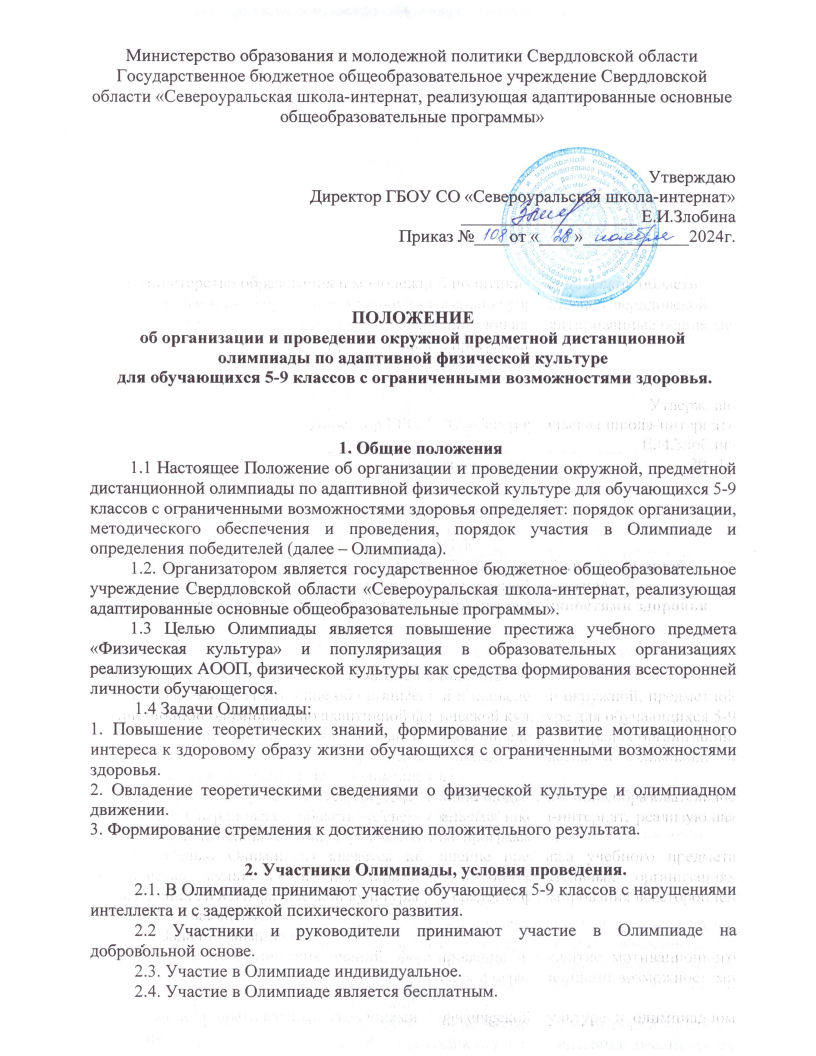 Министерство образования и молодежной политики Свердловской области
Государственное бюджетное общеобразовательное учреждение Свердловской
области «Североуральская школа-интернат, реализующая адаптированные основные
общеобразовательные программы»
Утверждаю
Директор ГБОУ СО «Североуральская школа-интернат»
Е.И.Злобина
Приказ № 108 от « 28 » ноября 2024г.
ПОЛОЖЕНИЕ
об организации и проведении окружной предметной дистанционной
олимпиады по адаптивной физической культуре
для обучающихся 5-9 классов с ограниченными возможностями здоровья.
1. Общие положения
1.1 Настоящее Положение об организации и проведении окружной, предметной
дистанционной олимпиады по адаптивной физической культуре для обучающихся 5-9
классов с ограниченными возможностями здоровья определяет: порядок организации,
методического обеспечения и проведения, порядок участия в Олимпиаде и
определения победителей (далее – Олимпиада).
1.2. Организатором является государственное бюджетное общеобразовательное
учреждение Свердловской области «Североуральская школа-интернат, реализующая
адаптированные основные общеобразовательные программы».
1.3 Целью Олимпиады является повышение престижа учебного предмета
«Физическая культура» и популяризация в образовательных организациях
реализующих АООП, физической культуры как средства формирования всесторонней
личности обучающегося.
1.4 Задачи Олимпиады:
1. Повышение теоретических знаний, формирование и развитие мотивационного
интереса к здоровому образу жизни обучающихся с ограниченными возможностями
здоровья.
2. Овладение теоретическими сведениями о физической культуре и олимпиадном
движении.
3. Формирование стремления к достижению положительного результата.
2. Участники Олимпиады, условия проведения.
2.1. В Олимпиаде принимают участие обучающиеся 5-9 классов с нарушениями
интеллекта и с задержкой психического развития.
2.2 Участники и руководители принимают участие в Олимпиаде на
добровольной основе.
2.3. Участие в Олимпиаде индивидуальное.
2.4. Участие в Олимпиаде является бесплатным.